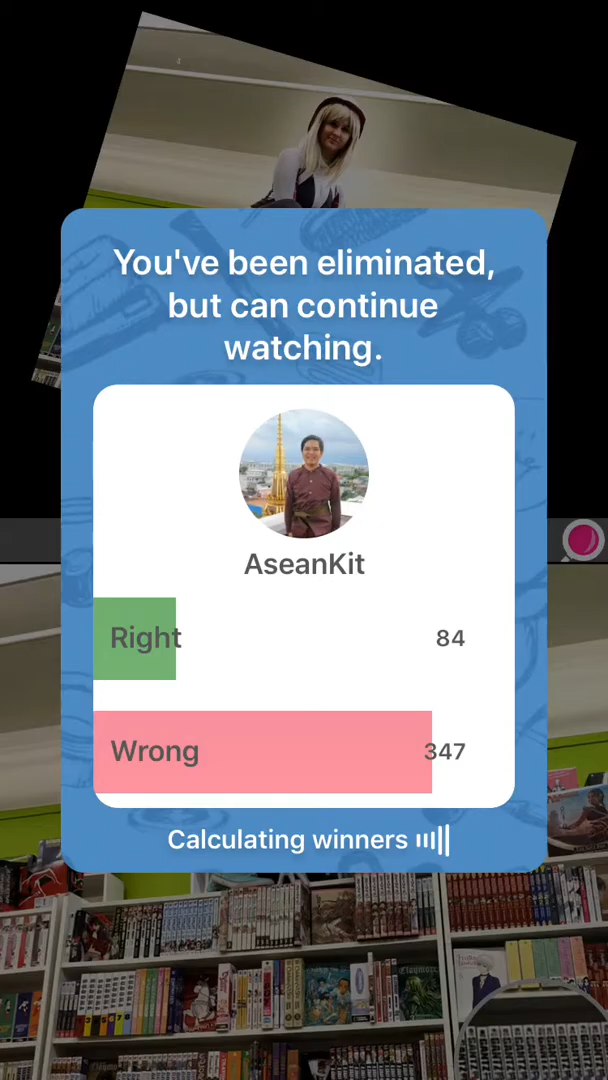 You've been eliminated,
but can continue
watching.
AseanKit
Right 84
Wrong 347
Calculating winners